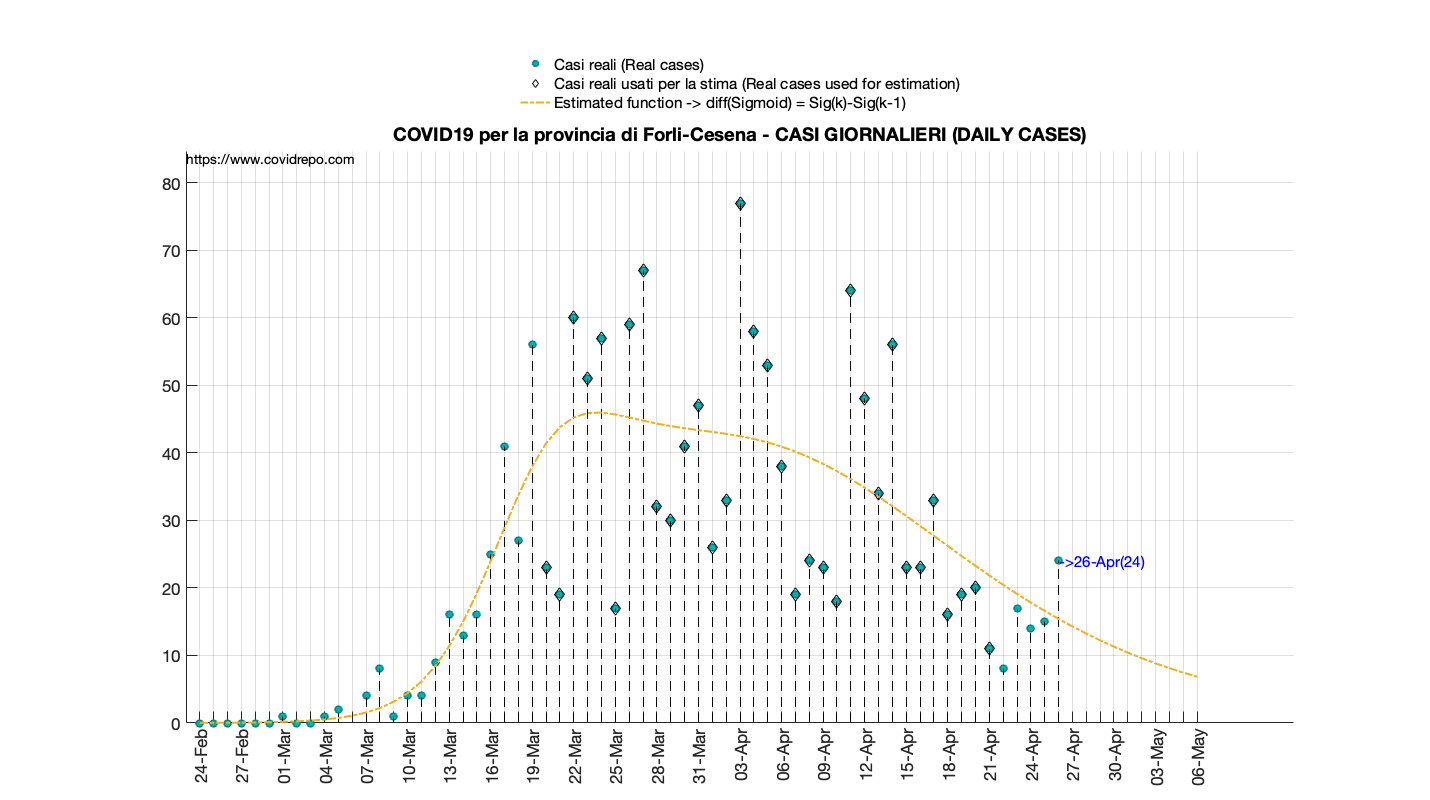 Casi reali (Real cases)
Casi reali usati per la stima (Real cases used for estimation)
Estimated function -> diff(Sigmoid) = Sig(k)-Sig(k-1)
COVID19 per la provincia di Forli-Cesena - CASI GIORNALIERI (DAILY CASES)
https://www.covidrepo.com
80
70
60
50
40
30
20
10
0
->26-Apr(24)
24-Feb
27-Feb
01-Mar
04-Mar
07-Mar
10-Mar
13-Mar
16-Mar
19-Mar
22-Mar
25-Mar
28-Mar
31-Mar
03-Apr
06-Apr
09-Apr
12-Apr
15-Apr
18-Apr
21-Apr
24-Apr
27-Apr
30-Apr
03-May
06-May